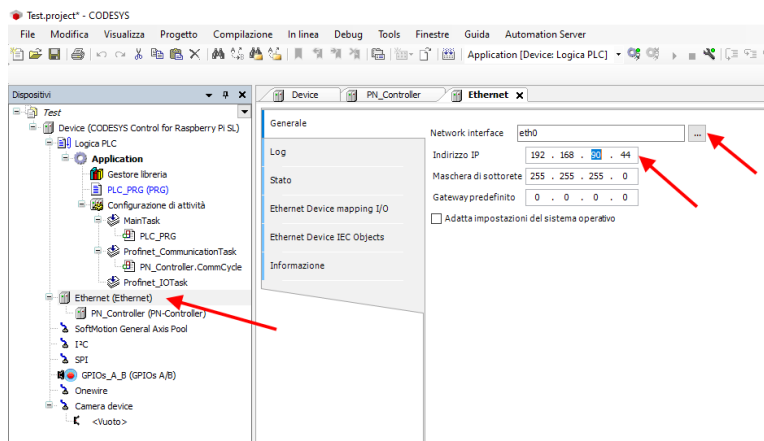 Test.project* - CODESYS
File Modifica Visualizza Progetto Compilazione In linea Debug Tools Finestre Guida Automation Server
Application [Device: Logica PLC]
Dispositivi
Device PN_Controller Ethernet
Test
Device (CODESYS Control for Raspberry Pi SL)
Logica PLC
Application
Gestore libreria
PLC_PRG (PRG)
Configurazione di attività
MainTask
PLC_PRG
Profinet_CommunicationTask
PN_Controller.CommCycle
Profinet_IOTask
Ethernet (Ethernet)
PN_Controller (PN-Controller)
SoftMotion General Axis Pool
I²C
SPI
GPIOs_A_B (GPIOs A/B)
Onewire
Camera device
<Vuoto>
Generale
Log
Stato
Ethernet Device mapping I/O
Ethernet Device IEC Objects
Informazione
Network interface eth0 ...
Indirizzo IP 192 . 168 . 90 . 44
Maschera di sottorete 255 . 255 . 255 . 0
Gateway predefinito 0 . 0 . 0 . 0
Adatta impostazioni del sistema operativo